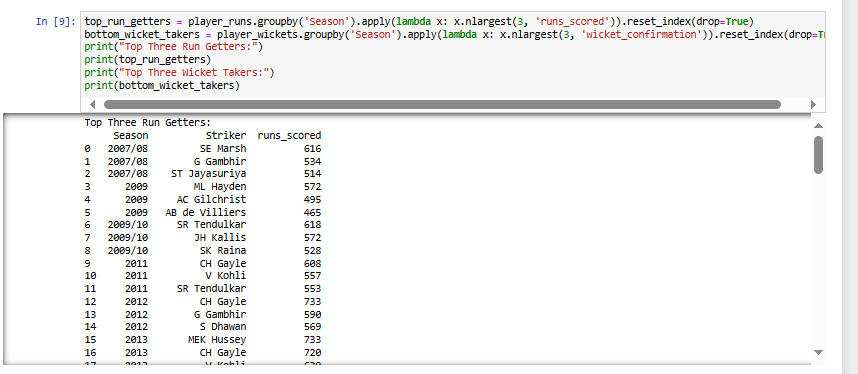 In [9]: top_run_getters = player_runs.groupby('Season').apply(lambda x: x.nlargest(3, 'runs_scored')).reset_index(drop=True)
bottom_wicket_takers = player_wickets.groupby('Season').apply(lambda x: x.nlargest(3, 'wicket_confirmation')).reset_index(drop=Tr
print("Top Three Run Getters:")
print(top_run_getters)
print("Top Three Wicket Takers:")
print(bottom_wicket_takers)
Top Three Run Getters:
Season Striker runs_scored
0 2007/08 SE Marsh 616
1 2007/08 G Gambhir 534
2 2007/08 ST Jayasuriya 514
3 2009 ML Hayden 572
4 2009 AC Gilchrist 495
5 2009 AB de Villiers 465
6 2009/10 SR Tendulkar 618
7 2009/10 JH Kallis 572
8 2009/10 SK Raina 528
9 2011 CH Gayle 608
10 2011 V Kohli 557
11 2011 SR Tendulkar 553
12 2012 CH Gayle 733
13 2012 G Gambhir 590
14 2012 S Dhawan 569
15 2013 MEK Hussey 733
16 2013 CH Gayle 720
17 2013 V Kohli